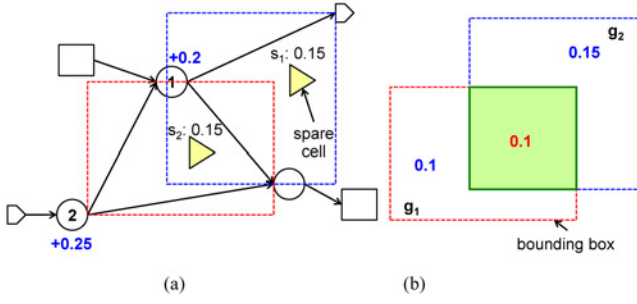 +0.2
1
s₁: 0.15
spare
cell
s₂: 0.15
2
+0.25
(a)
g₂
0.15
0.1
0.1
g₁
bounding box
(b)